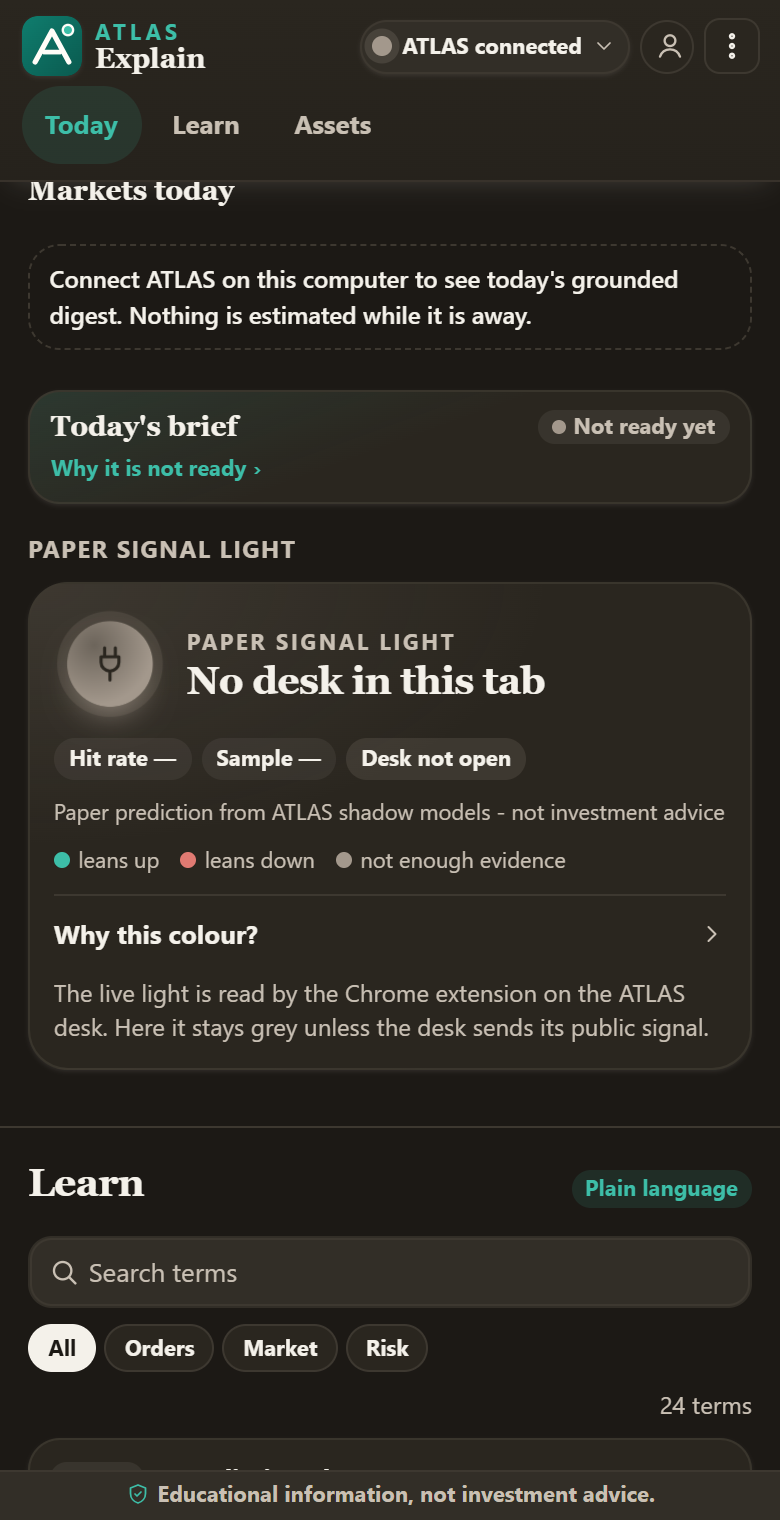 ATLAS
Explain
ATLAS connected
Today
Learn
Assets
Markets today
Connect ATLAS on this computer to see today's grounded
digest. Nothing is estimated while it is away.
Today's brief
Not ready yet
Why it is not ready ›
PAPER SIGNAL LIGHT
PAPER SIGNAL LIGHT
No desk in this tab
Hit rate —
Sample —
Desk not open
Paper prediction from ATLAS shadow models - not investment advice
leans up
leans down
not enough evidence
Why this colour?
The live light is read by the Chrome extension on the ATLAS
desk. Here it stays grey unless the desk sends its public signal.
Learn
Plain language
Search terms
All
Orders
Market
Risk
24 terms
Educational information, not investment advice.